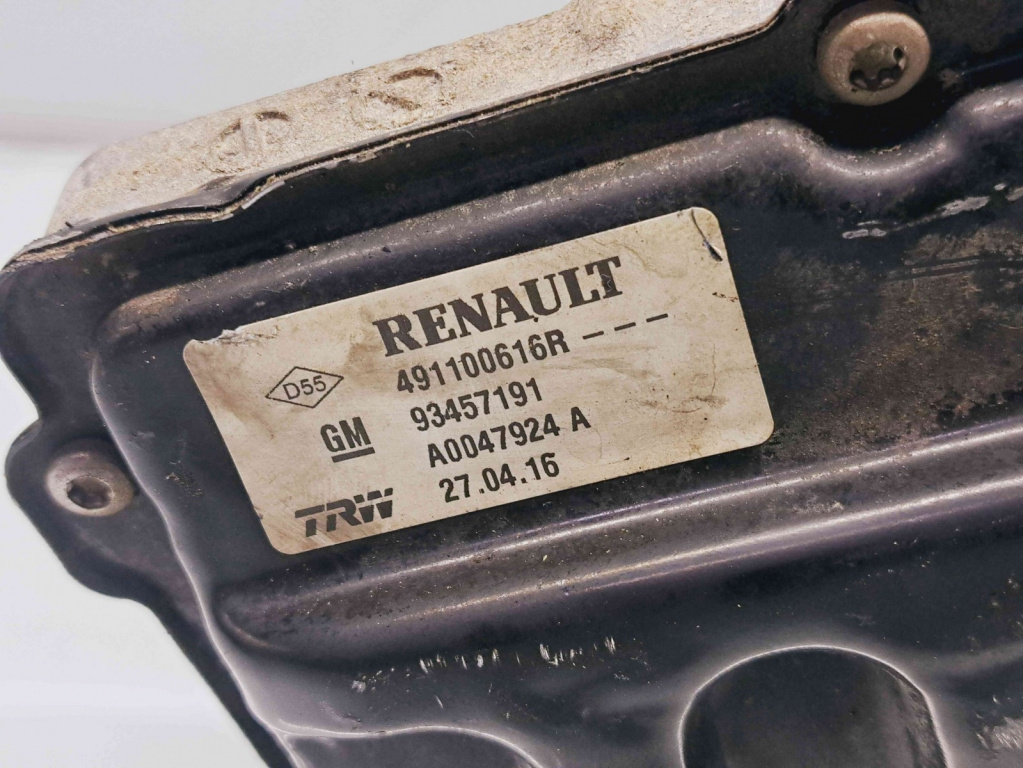 RENAULT
D55
491100616R - - -
GM
93457191
A0047924 A
TRW
27.04.16